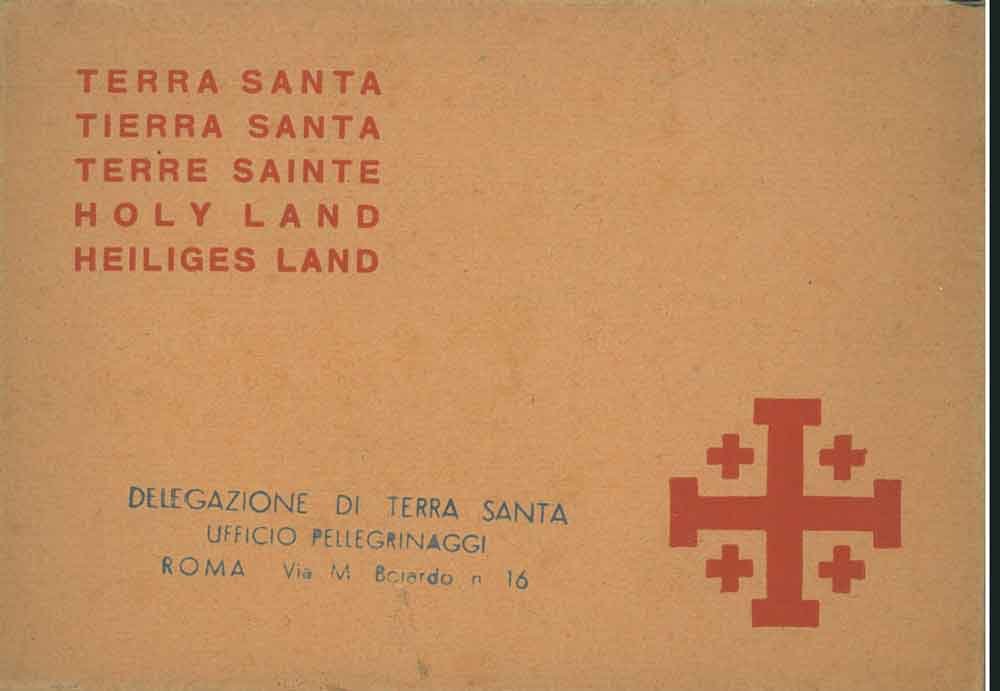 TERRA SANTA
TIERRA SANTA
TERRE SAINTE
HOLY LAND
HEILIGES LAND
DELEGAZIONE DI TERRA SANTA
UFFICIO PELLEGRINAGGI
ROMA Via M. Boiardo n. 16